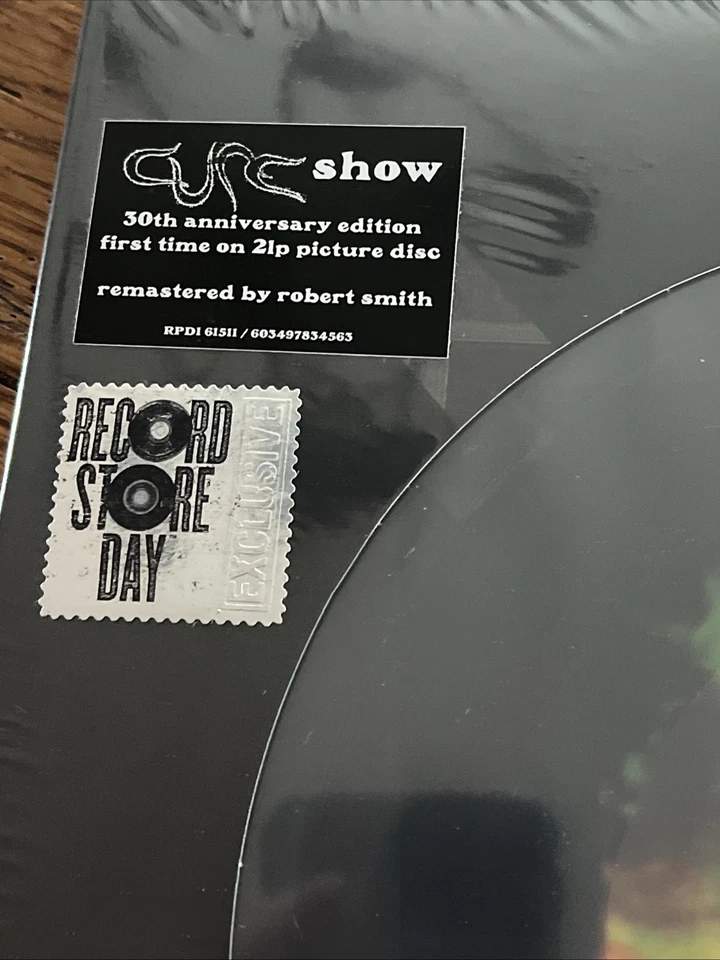 CURE show
30th anniversary edition
first time on 2lp picture disc
remastered by robert smith
RPD1 61511 / 603497834563
RECORD
STORE
DAY
EXCLUSIVE